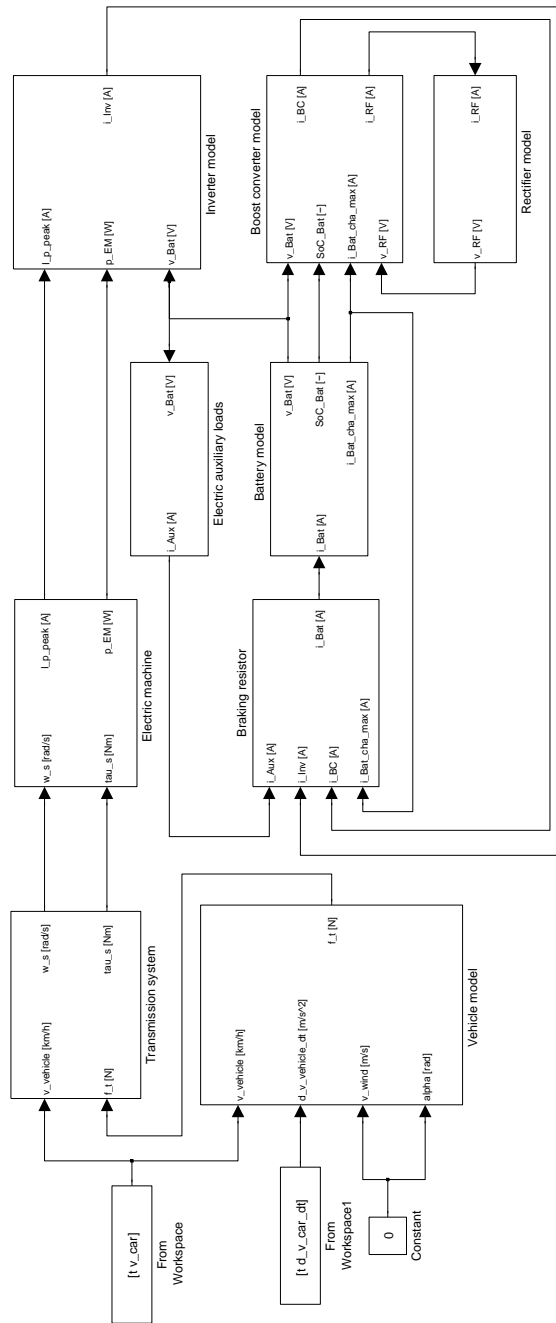 [t v_car]
From
Workspace
[t d_v_car_dt]
From
Workspace1
0
Constant
v_vehicle [km/h]
f_t [N]
w_s [rad/s]
tau_s [Nm]
Transmission system
v_vehicle [km/h]
d_v_vehicle_dt [m/s^2]
v_wind [m/s]
alpha [rad]
f_t [N]
Vehicle model
w_s [rad/s]
tau_s [Nm]
I_p_peak [A]
p_EM [W]
Electric machine
i_Aux [A]
v_Bat [V]
Electric auxiliary loads
i_Aux [A]
i_Inv [A]
i_BC [A]
i_Bat_cha_max [A]
i_Bat [A]
Braking resistor
i_Bat [A]
v_Bat [V]
SoC_Bat [−]
i_Bat_cha_max [A]
Battery model
I_p_peak [A]
p_EM [W]
v_Bat [V]
i_Inv [A]
Inverter model
v_Bat [V]
SoC_Bat [−]
i_Bat_cha_max [A]
v_RF [V]
i_BC [A]
i_RF [A]
Boost converter model
v_RF [V]
i_RF [A]
Rectifier model